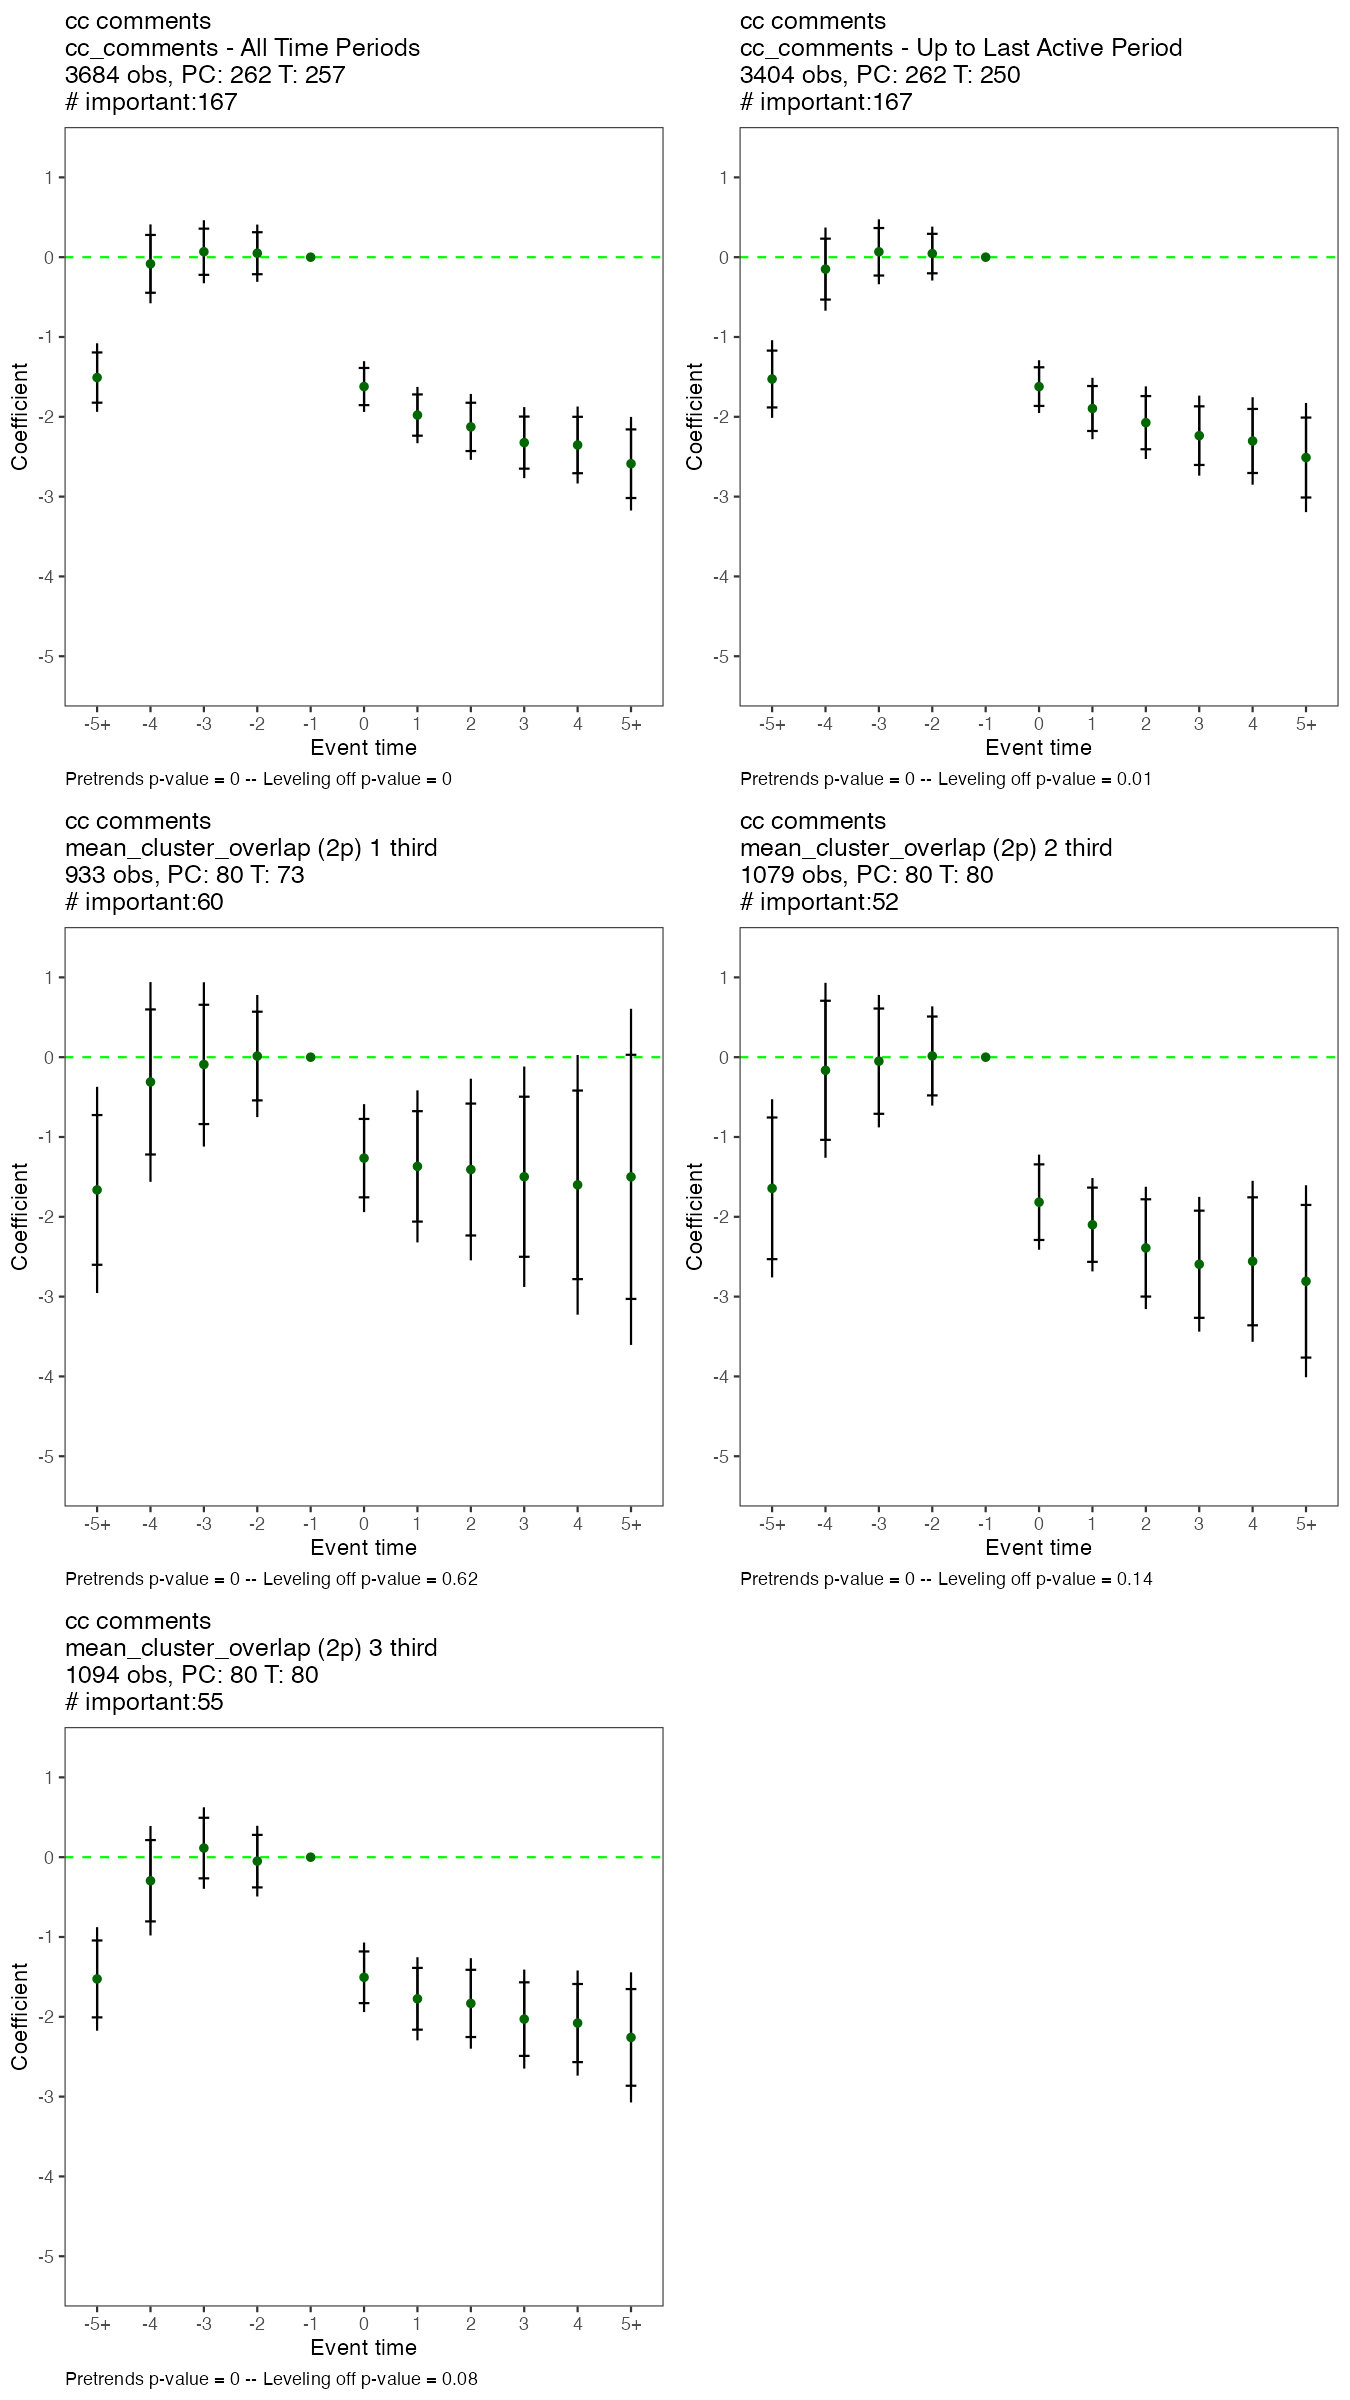 cc comments
cc_comments - All Time Periods
3684 obs, PC: 262 T: 257
# important:167
1
0
-1
-2
-3
-4
-5
Coefficient
-5+ -4 -3 -2 -1 0 1 2 3 4 5+
Event time
Pretrends p-value = 0 -- Leveling off p-value = 0
cc comments
cc_comments - Up to Last Active Period
3404 obs, PC: 262 T: 250
# important:167
1
0
-1
-2
-3
-4
-5
Coefficient
-5+ -4 -3 -2 -1 0 1 2 3 4 5+
Event time
Pretrends p-value = 0 -- Leveling off p-value = 0.01
cc comments
mean_cluster_overlap (2p) 1 third
933 obs, PC: 80 T: 73
# important:60
1
0
-1
-2
-3
-4
-5
Coefficient
-5+ -4 -3 -2 -1 0 1 2 3 4 5+
Event time
Pretrends p-value = 0 -- Leveling off p-value = 0.62
cc comments
mean_cluster_overlap (2p) 2 third
1079 obs, PC: 80 T: 80
# important:52
1
0
-1
-2
-3
-4
-5
Coefficient
-5+ -4 -3 -2 -1 0 1 2 3 4 5+
Event time
Pretrends p-value = 0 -- Leveling off p-value = 0.14
cc comments
mean_cluster_overlap (2p) 3 third
1094 obs, PC: 80 T: 80
# important:55
1
0
-1
-2
-3
-4
-5
Coefficient
-5+ -4 -3 -2 -1 0 1 2 3 4 5+
Event time
Pretrends p-value = 0 -- Leveling off p-value = 0.08